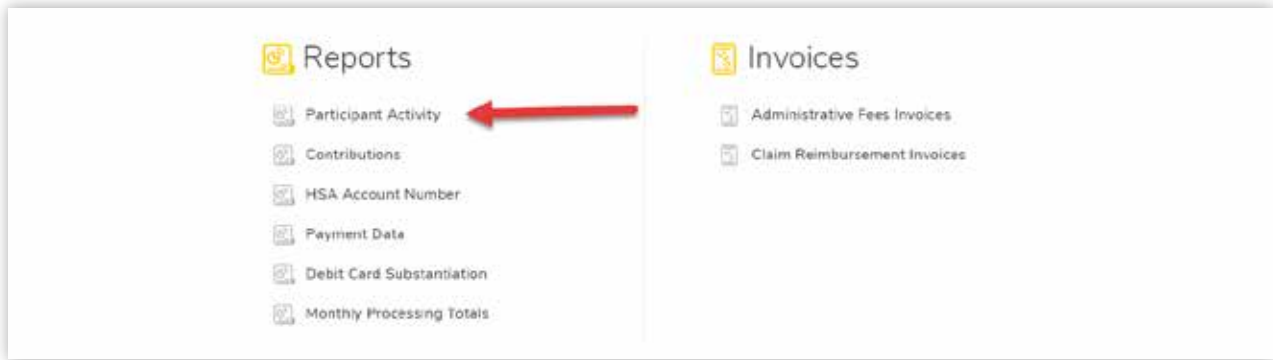 Reports
Participant Activity
Contributions
HSA Account Number
Payment Data
Debit Card Substantiation
Monthly Processing Totals
Invoices
Administrative Fees Invoices
Claim Reimbursement Invoices